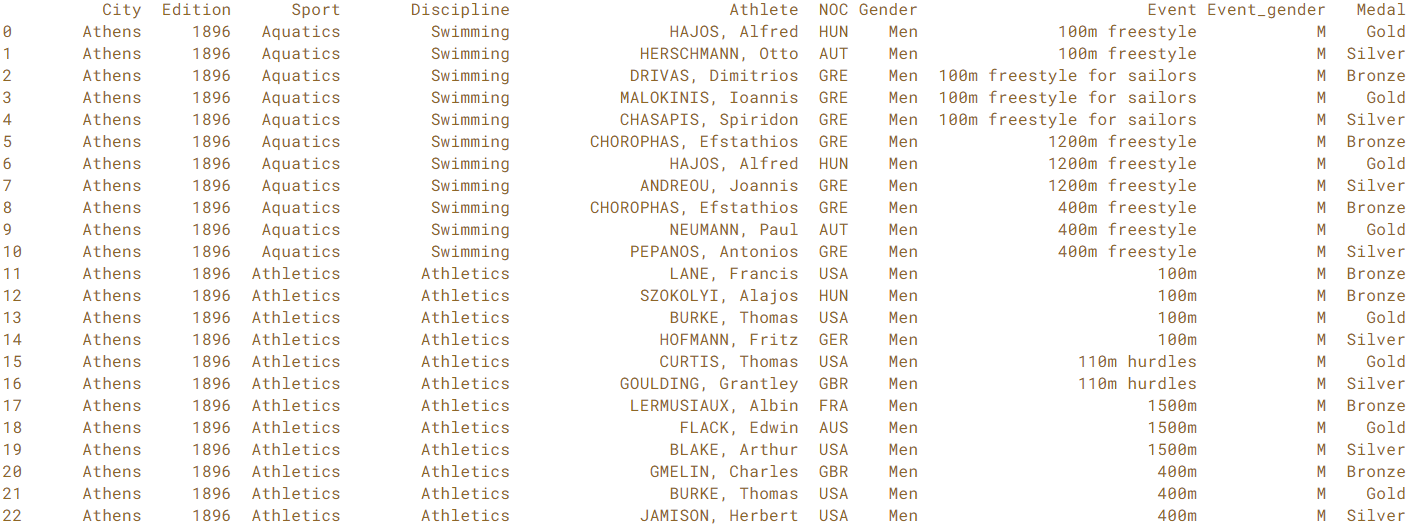 City Edition Sport Discipline Athlete NOC Gender Event Event_gender Medal
0 Athens 1896 Aquatics Swimming HAJOS, Alfred HUN Men 100m freestyle M Gold
1 Athens 1896 Aquatics Swimming HERSCHMANN, Otto AUT Men 100m freestyle M Silver
2 Athens 1896 Aquatics Swimming DRIVAS, Dimitrios GRE Men 100m freestyle for sailors M Bronze
3 Athens 1896 Aquatics Swimming MALOKINIS, Ioannis GRE Men 100m freestyle for sailors M Gold
4 Athens 1896 Aquatics Swimming CHASAPIS, Spiridon GRE Men 100m freestyle for sailors M Silver
5 Athens 1896 Aquatics Swimming CHOROPHAS, Efstathios GRE Men 1200m freestyle M Bronze
6 Athens 1896 Aquatics Swimming HAJOS, Alfred HUN Men 1200m freestyle M Gold
7 Athens 1896 Aquatics Swimming ANDREOU, Joannis GRE Men 1200m freestyle M Silver
8 Athens 1896 Aquatics Swimming CHOROPHAS, Efstathios GRE Men 400m freestyle M Bronze
9 Athens 1896 Aquatics Swimming NEUMANN, Paul AUT Men 400m freestyle M Gold
10 Athens 1896 Aquatics Swimming PEPANOS, Antonios GRE Men 400m freestyle M Silver
11 Athens 1896 Athletics Athletics LANE, Francis USA Men 100m M Bronze
12 Athens 1896 Athletics Athletics SZOKOLYI, Alajos HUN Men 100m M Bronze
13 Athens 1896 Athletics Athletics BURKE, Thomas USA Men 100m M Gold
14 Athens 1896 Athletics Athletics HOFMANN, Fritz GER Men 100m M Silver
15 Athens 1896 Athletics Athletics CURTIS, Thomas USA Men 110m hurdles M Gold
16 Athens 1896 Athletics Athletics GOULDING, Grantley GBR Men 110m hurdles M Silver
17 Athens 1896 Athletics Athletics LERMUSIAUX, Albin FRA Men 1500m M Bronze
18 Athens 1896 Athletics Athletics FLACK, Edwin AUS Men 1500m M Gold
19 Athens 1896 Athletics Athletics BLAKE, Arthur USA Men 1500m M Silver
20 Athens 1896 Athletics Athletics GMELIN, Charles GBR Men 400m M Bronze
21 Athens 1896 Athletics Athletics BURKE, Thomas USA Men 400m M Gold
22 Athens 1896 Athletics Athletics JAMISON, Herbert USA Men 400m M Silver